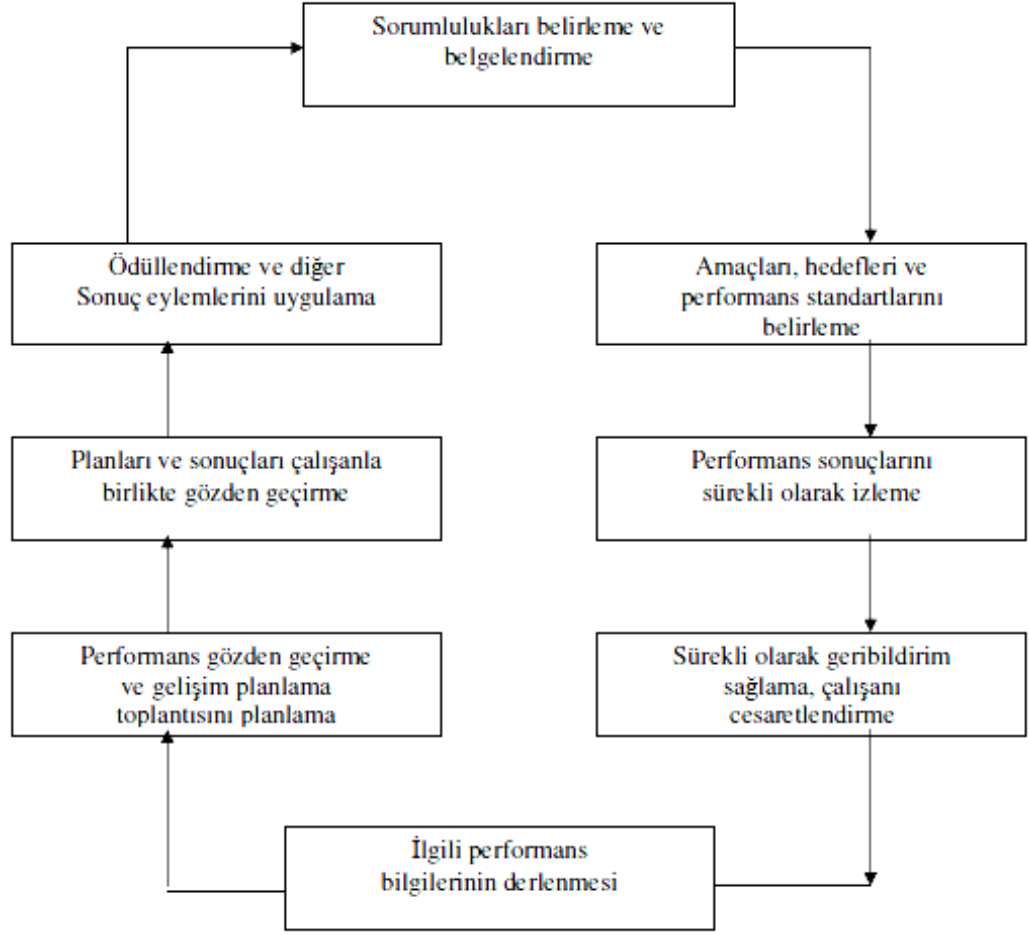 Sorumlulukları belirleme ve
belgelendirme
Ödüllendirme ve diğer
Sonuç eylemlerini uygulama
Amaçları, hedefleri ve
performans standartlarını
belirleme
Planları ve sonuçları çalışanla
birlikte gözden geçirme
Performans sonuçlarını
sürekli olarak izleme
Performans gözden geçirme
ve gelişim planlama
toplantısını planlama
Sürekli olarak geribildirim
sağlama, çalışanı
cesaretlendirme
İlgili performans
bilgilerinin derlenmesi